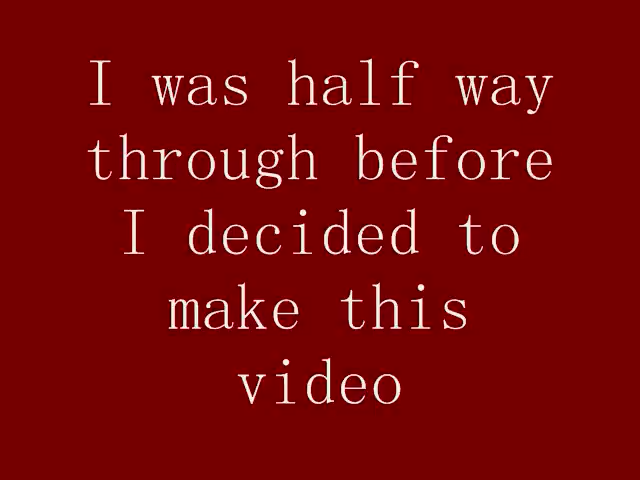 I was half way
through before
I decided to
make this
video